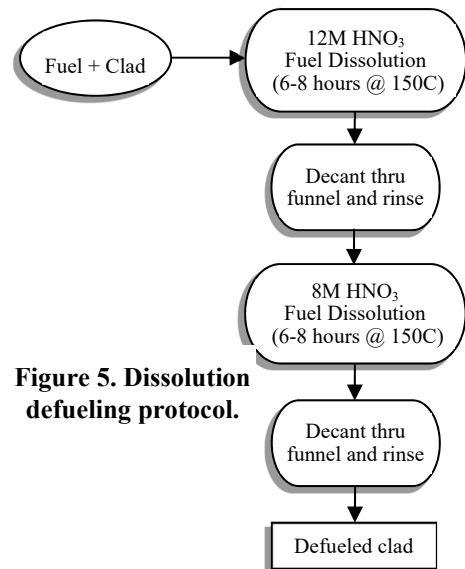 Fuel + Clad
12M HNO₃
Fuel Dissolution
(6-8 hours @ 150C)
Decant thru
funnel and rinse
8M HNO₃
Fuel Dissolution
(6-8 hours @ 150C)
Figure 5. Dissolution
defueling protocol.
Decant thru
funnel and rinse
Defueled clad